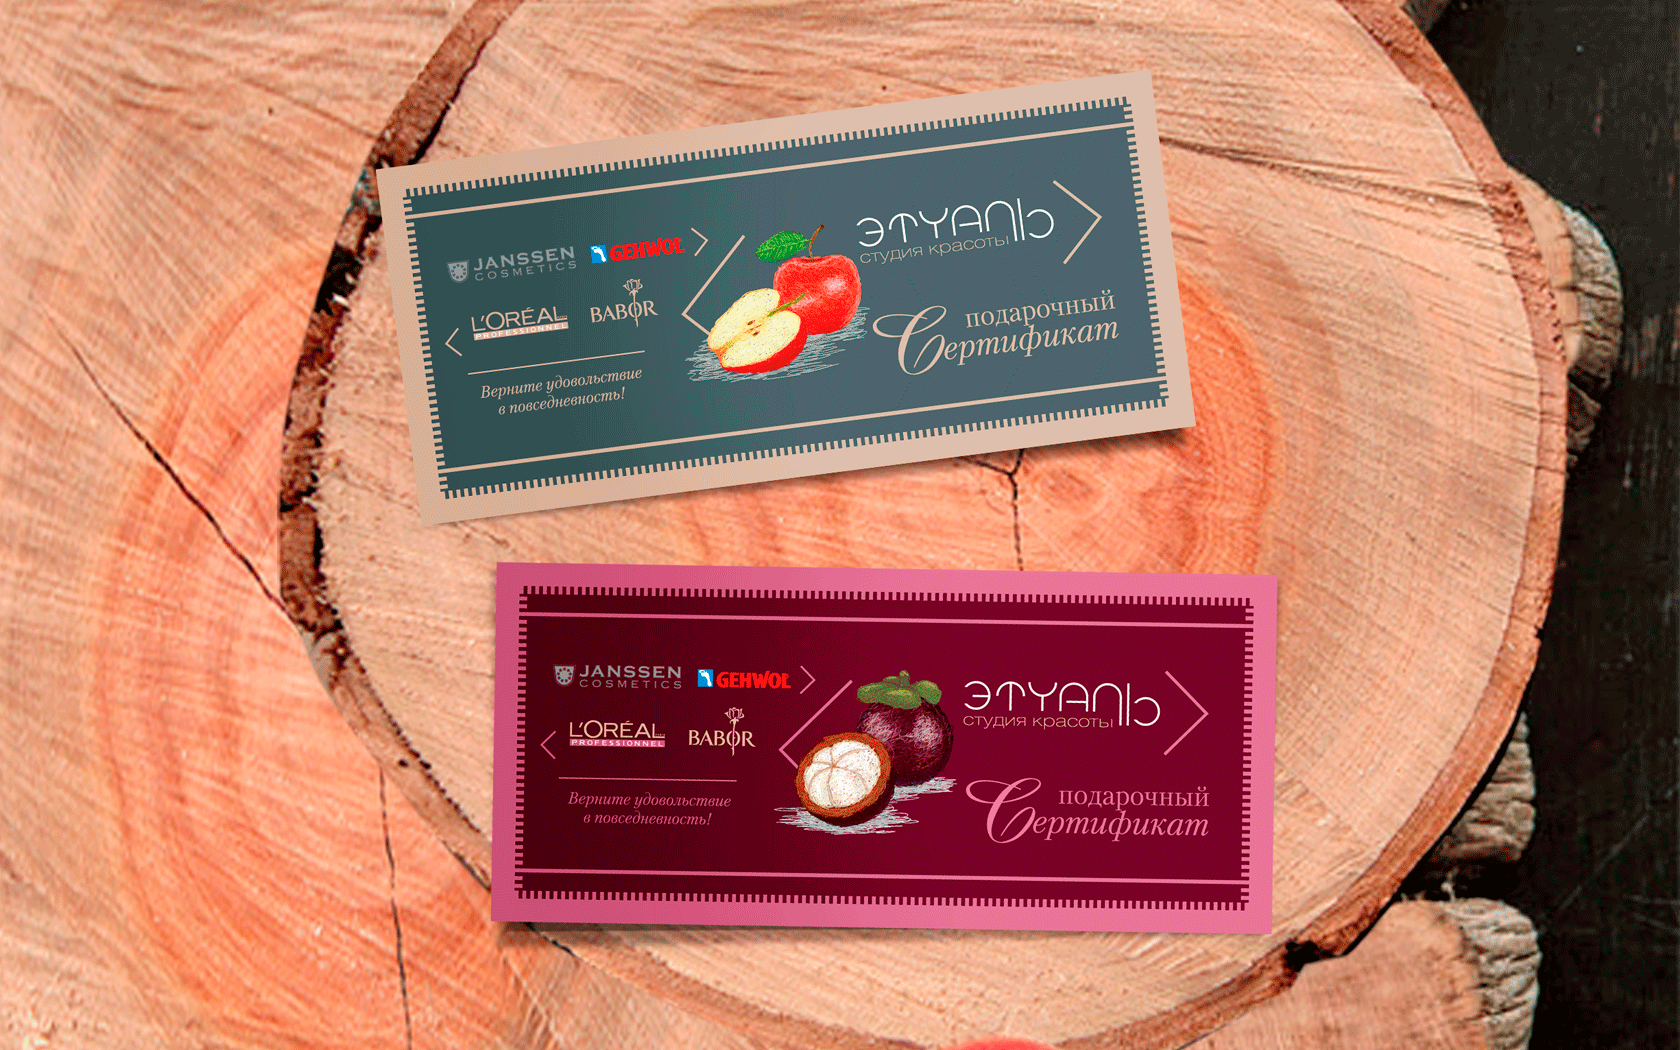 JANSSEN
COSMETICS
GEHWOL
L'ORÉAL
PROFESSIONNEL
BABOR
Верните удовольствие
в повседневность!
ЭТУАЛЬ
студия красоты
подарочный
Сертификат
JANSSEN
COSMETICS
GEHWOL
L'ORÉAL
PROFESSIONNEL
BABOR
Верните удовольствие
в повседневность!
ЭТУАЛЬ
студия красоты
подарочный
Сертификат